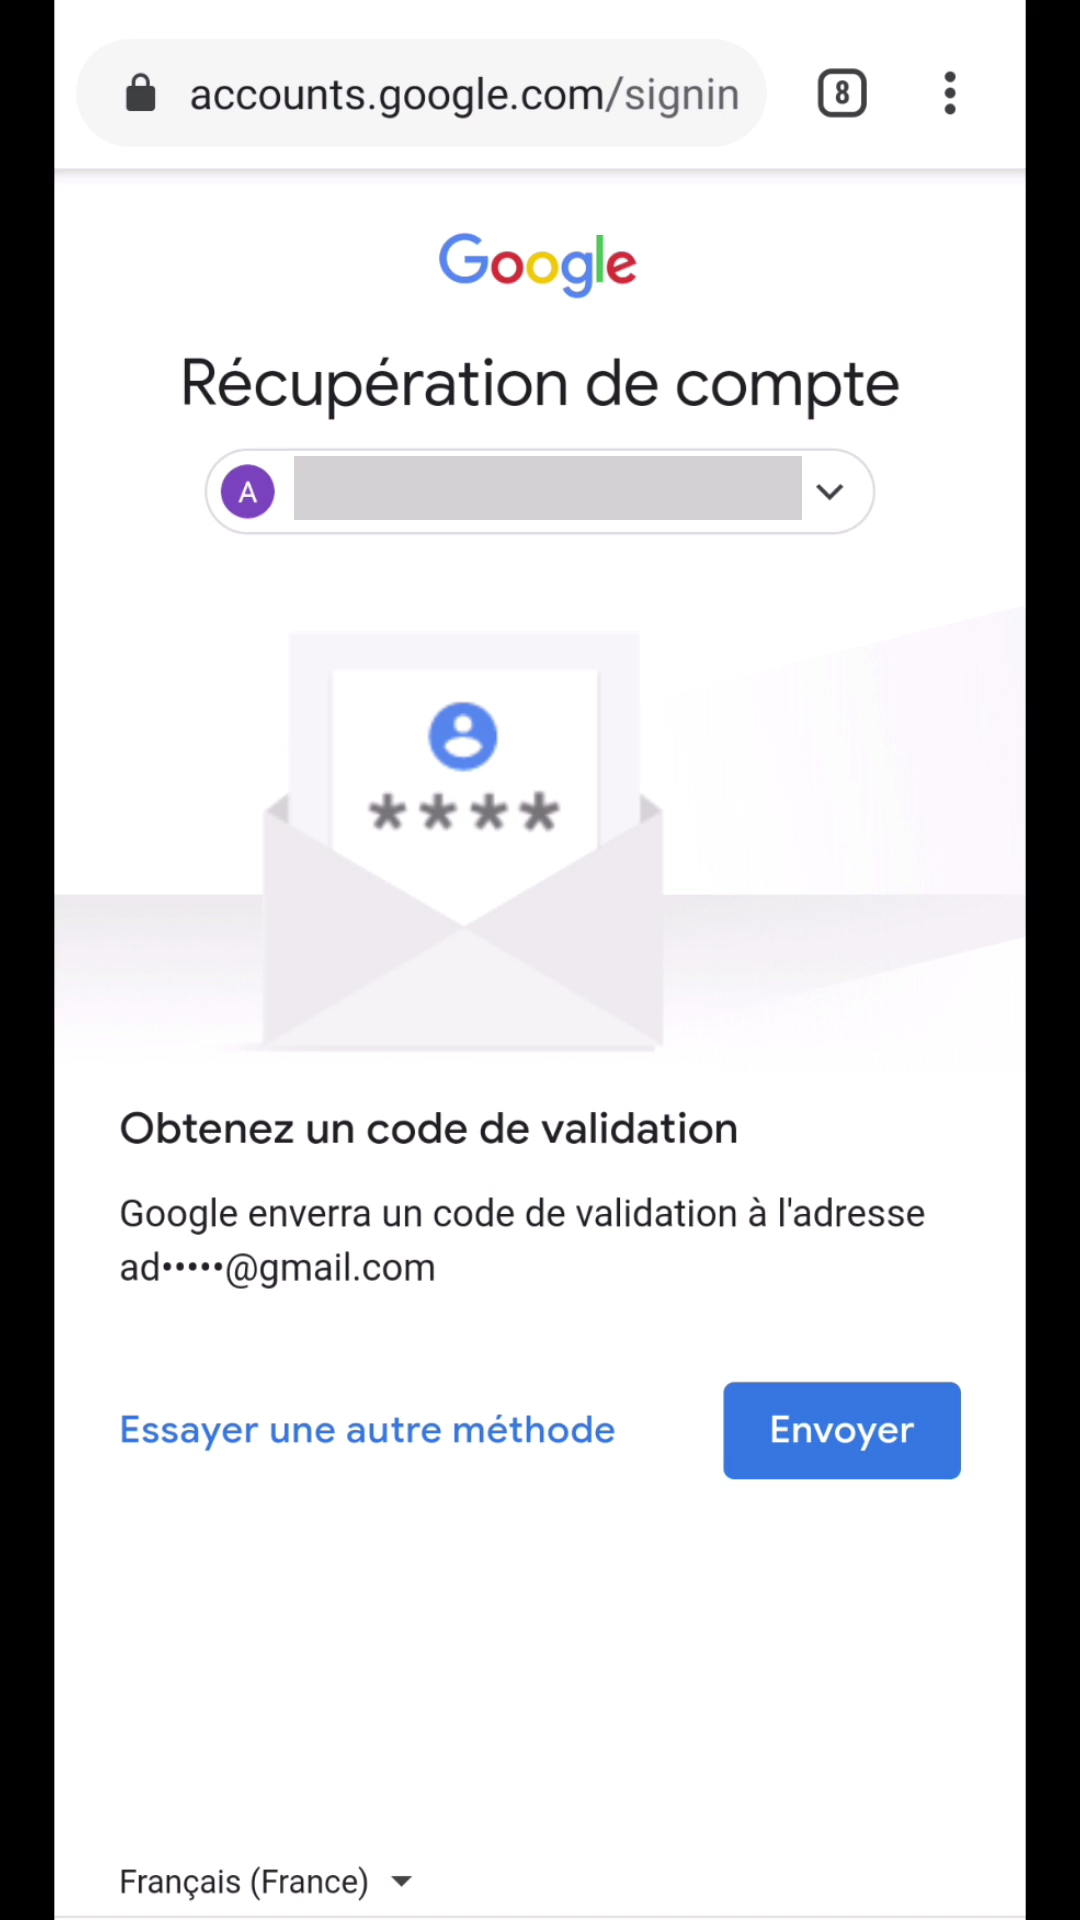 accounts.google.com/signin
8
Google
Récupération de compte
A
****
Obtenez un code de validation
Google enverra un code de validation à l'adresse
ad•••••@gmail.com
Essayer une autre méthode
Envoyer
Français (France)